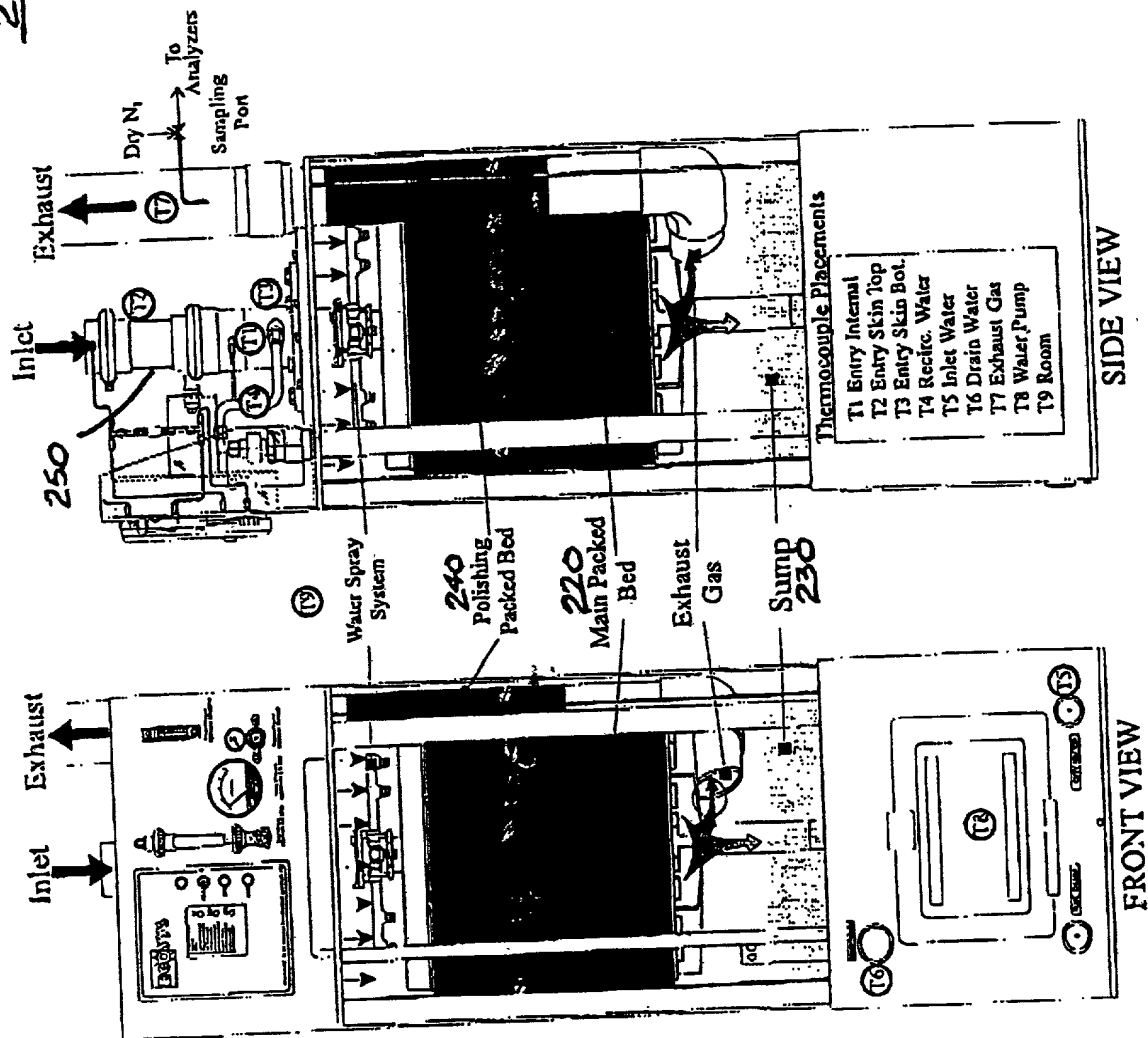 2
Inlet
Exhaust
Inlet
Exhaust
Dry N,
To
Analyzers
Sampling
Port
250
T7
T2
T1
T4
T9
Water Spray
System
240
Polishing
Packed Bed
220
Main Packed
Bed
Exhaust
Gas
Sump
230
T6
T5
FRONT VIEW
Thermocouple Placements
T1 Entry Internal
T2 Entry Skin Top
T3 Entry Skin Bot.
T4 Recirc. Water
T5 Inlet Water
T6 Drain Water
T7 Exhaust Gas
T8 Water Pump
T9 Room
SIDE VIEW